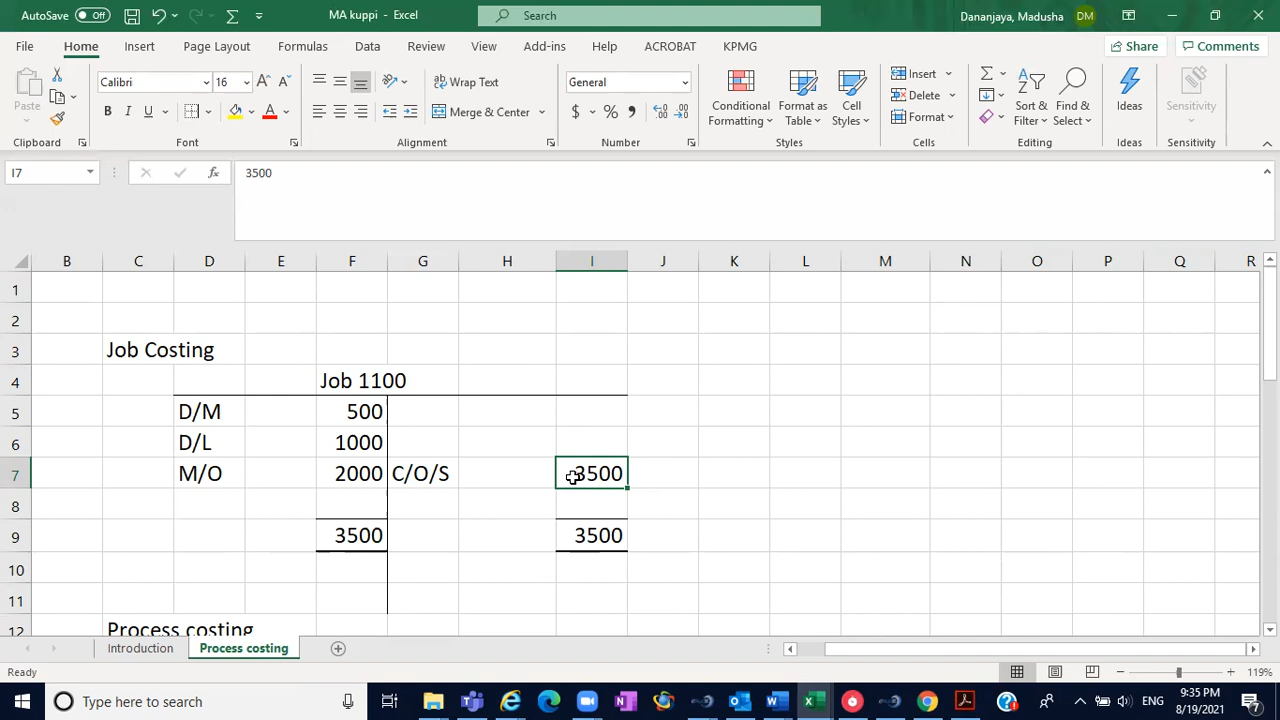 AutoSave Off MA kuppi - Excel Search Dananjaya, Madusha DM
File Home Insert Page Layout Formulas Data Review View Add-ins Help ACROBAT KPMG Share Comments
Paste Calibri 16 A A Wrap Text General Conditional Formatting Format as Table Cell Styles Insert Delete Format Sort & Filter Find & Select Ideas Sensitivity
B I U A Merge & Center $ % ,
Clipboard Font Alignment Number Styles Cells Editing Ideas Sensitivity
I7 fx 3500
B C D E F G H I J K L M N O P Q R
1
2
3 Job Costing
4 Job 1100
5 D/M 500
6 D/L 1000
7 M/O 2000 C/O/S 3500
8
9 3500 3500
10
11
12 Process costing
Introduction Process costing
Ready 119%
Type here to search ENG 9:35 PM
8/19/2021 7